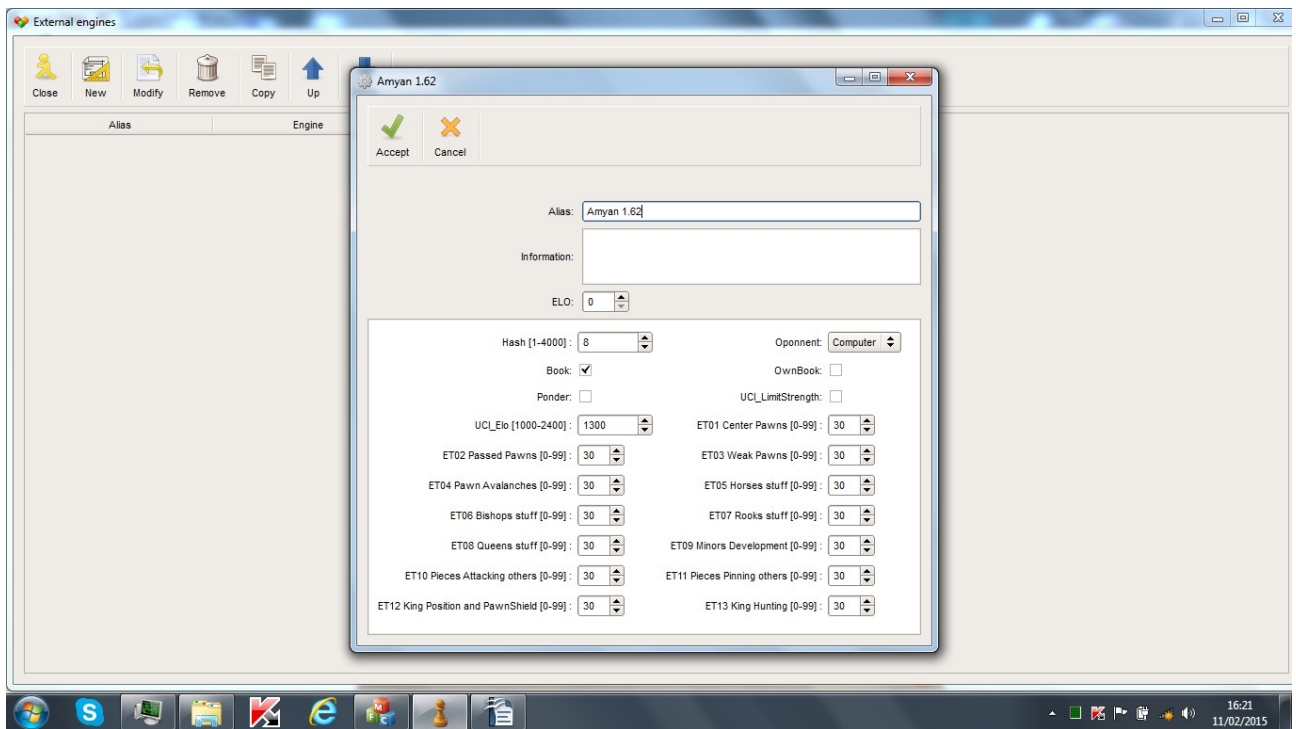 External engines
Close New Modify Remove Copy Up
Alias Engine
Amyan 1.62
Accept Cancel
Alias: Amyan 1.62
Information:
ELO: 0
Hash [1-4000] : 8 Oponnent: Computer
Book: OwnBook:
Ponder: UCI_LimitStrength:
UCI_Elo [1000-2400] : 1300 ET01 Center Pawns [0-99] : 30
ET02 Passed Pawns [0-99] : 30 ET03 Weak Pawns [0-99] : 30
ET04 Pawn Avalanches [0-99] : 30 ET05 Horses stuff [0-99] : 30
ET06 Bishops stuff [0-99] : 30 ET07 Rooks stuff [0-99] : 30
ET08 Queens stuff [0-99] : 30 ET09 Minors Development [0-99] : 30
ET10 Pieces Attacking others [0-99] : 30 ET11 Pieces Pinning others [0-99] : 30
ET12 King Position and PawnShield [0-99] : 30 ET13 King Hunting [0-99] : 30
16:21
11/02/2015